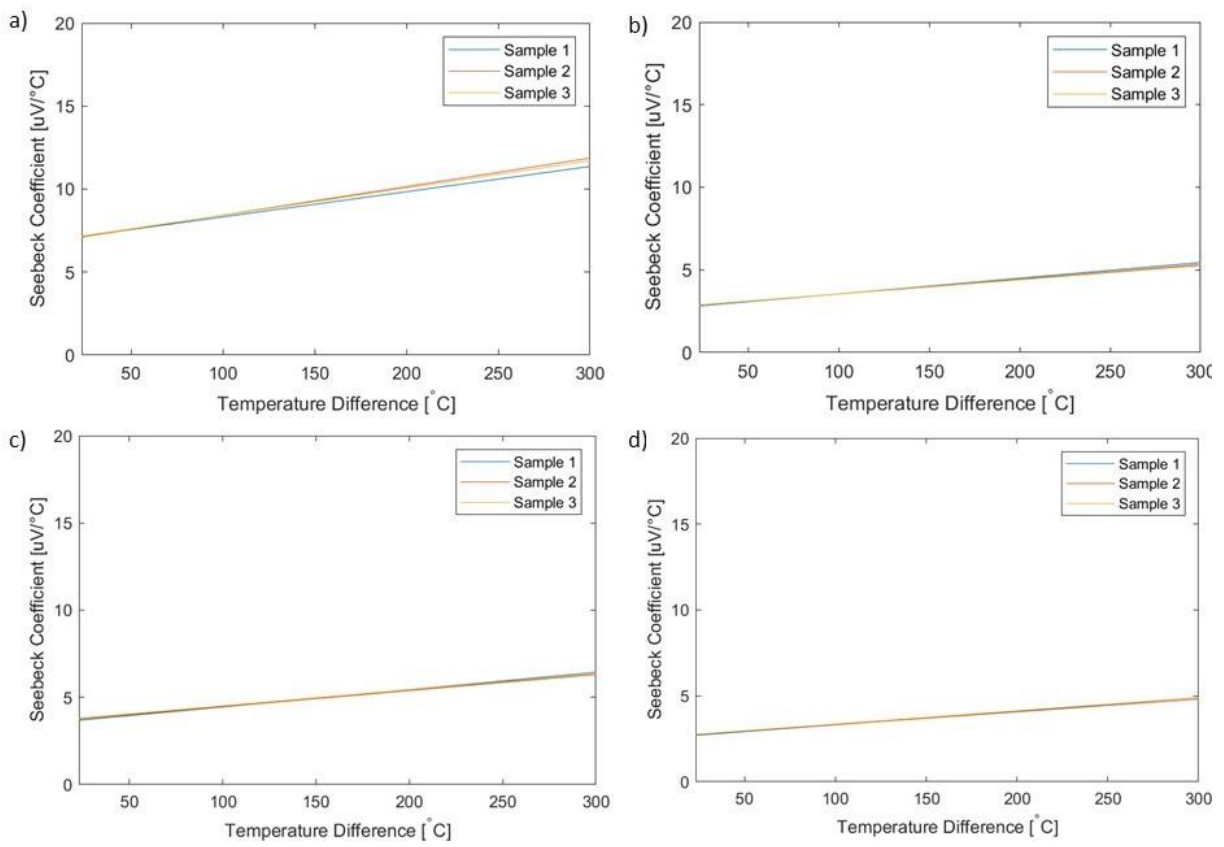 a)
20
15
10
5
0
Seebeck Coefficient [uV/°C]
Sample 1
Sample 2
Sample 3
50 100 150 200 250 300
Temperature Difference [°C]
b)
20
15
10
5
0
Seebeck Coefficient [uV/°C]
Sample 1
Sample 2
Sample 3
50 100 150 200 250 300
Temperature Difference [°C]
c)
20
15
10
5
0
Seebeck Coefficient [uV/°C]
Sample 1
Sample 2
Sample 3
50 100 150 200 250 300
Temperature Difference [°C]
d)
20
15
10
5
0
Seebeck Coefficient [uV/°C]
Sample 1
Sample 2
Sample 3
50 100 150 200 250 300
Temperature Difference [°C]